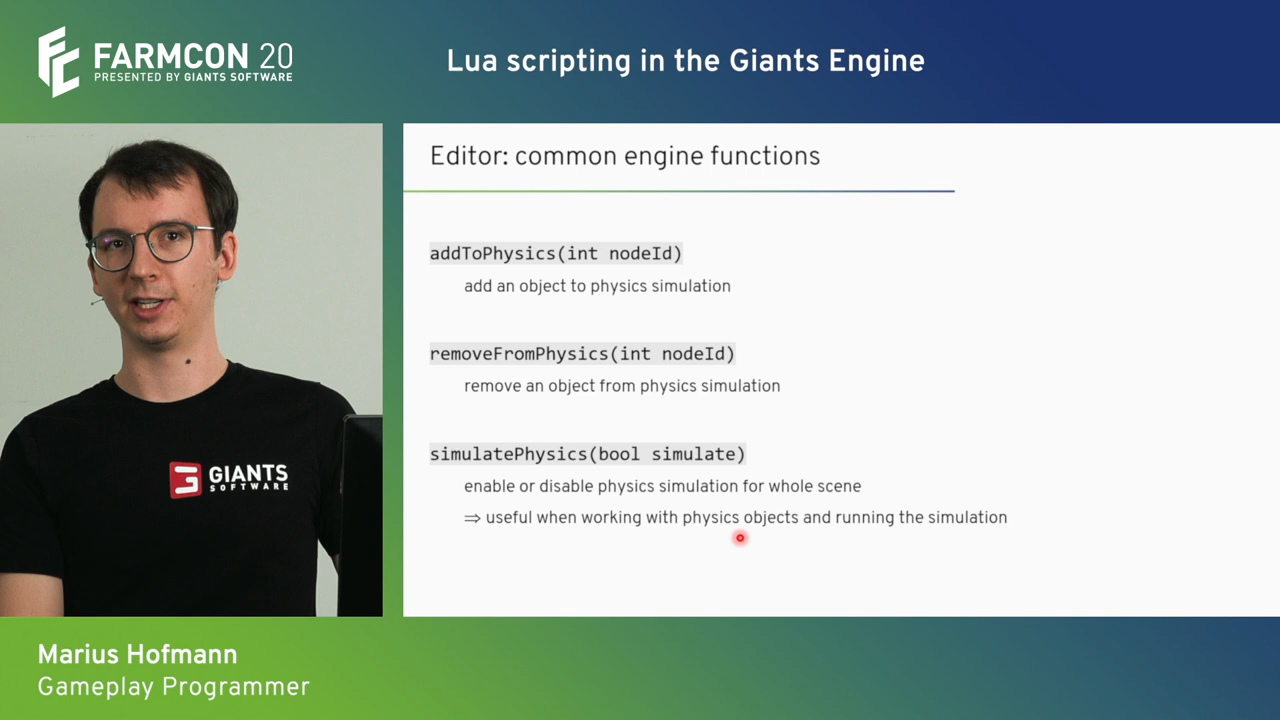 FARMCON 20
PRESENTED BY GIANTS SOFTWARE
Lua scripting in the Giants Engine
GIANTS
SOFTWARE
Editor: common engine functions
addToPhysics(int nodeId)
add an object to physics simulation
removeFromPhysics(int nodeId)
remove an object from physics simulation
simulatePhysics(bool simulate)
enable or disable physics simulation for whole scene
⇒ useful when working with physics objects and running the simulation
Marius Hofmann
Gameplay Programmer